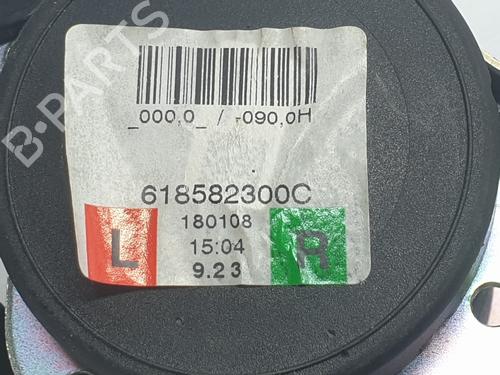 B-PARTS
_000,0_ / -090,0H
618582300C
180108
L 15:04 R
9.23